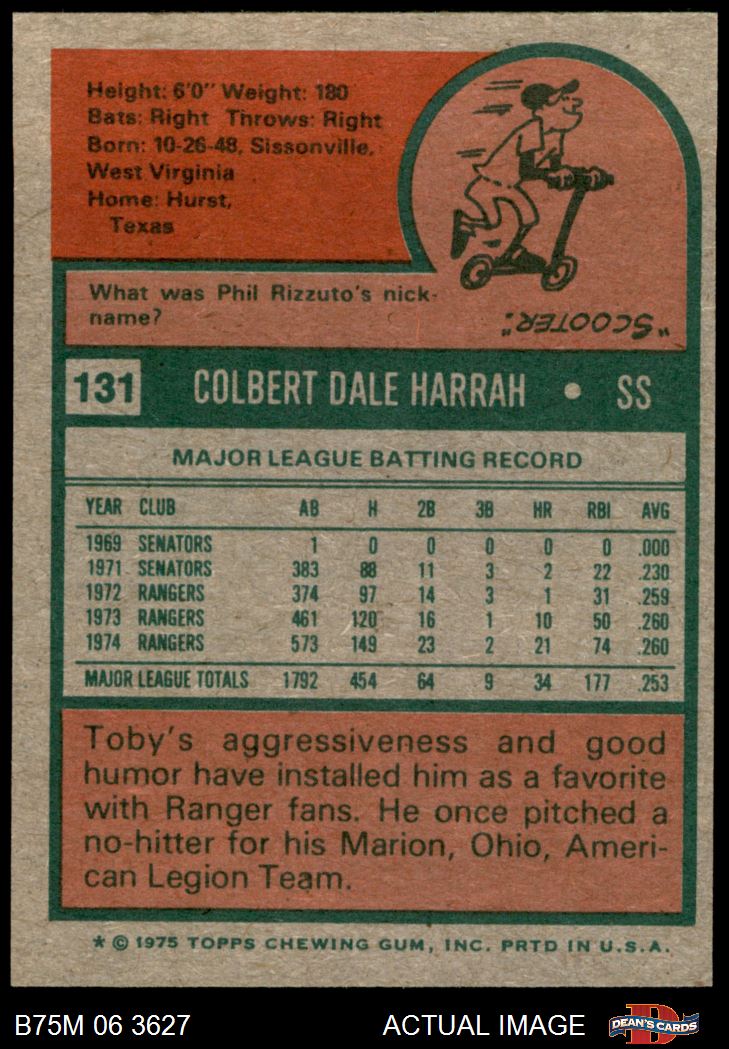 Height: 6'0" Weight: 180
Bats: Right Throws: Right
Born: 10-26-48, Sissonville,
West Virginia
Home: Hurst,
Texas
What was Phil Rizzuto's nick-
name?
"SCOOTER".
131 COLBERT DALE HARRAH • SS
MAJOR LEAGUE BATTING RECORD
YEAR CLUB AB H 2B 3B HR RBI AVG
1969 SENATORS 1 0 0 0 0 0 .000
1971 SENATORS 383 88 11 3 2 22 .230
1972 RANGERS 374 97 14 3 1 31 .259
1973 RANGERS 461 120 16 1 10 50 .260
1974 RANGERS 573 149 23 2 21 74 .260
MAJOR LEAGUE TOTALS 1792 454 64 9 34 177 .253
Toby's aggressiveness and good
humor have installed him as a favorite
with Ranger fans. He once pitched a
no-hitter for his Marion, Ohio, Ameri-
can Legion Team.
* © 1975 TOPPS CHEWING GUM, INC. PRTD IN U.S.A.
B75M 06 3627 ACTUAL IMAGE DEAN'S CARDS